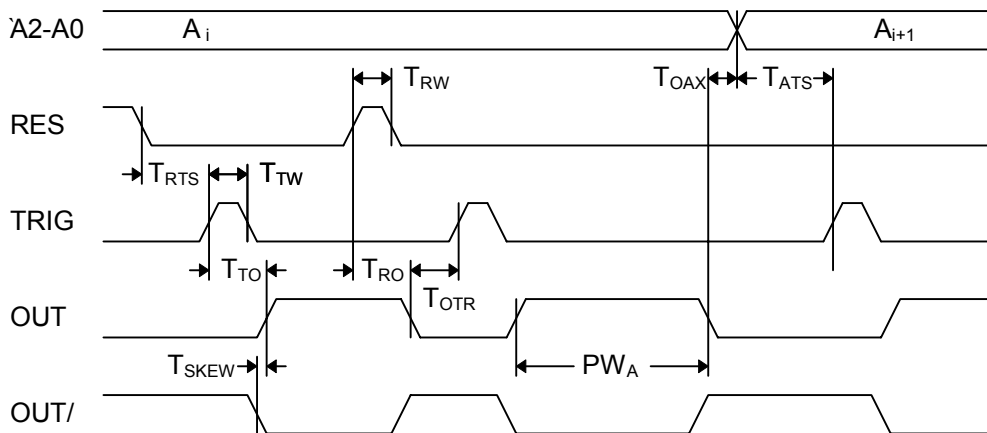 A2-A0 A i A i+1
T RW T OAX T ATS
RES
T RTS T TW
TRIG
T TO T RO T OTR
OUT
T SKEW PW A
OUT/